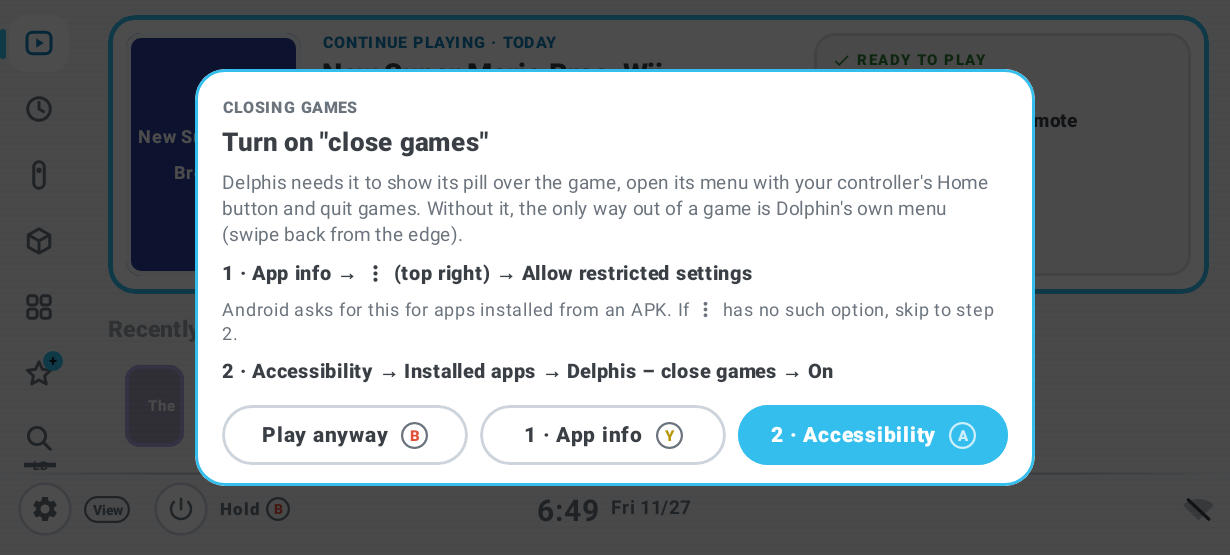 CONTINUE PLAYING · TODAY
READY TO PLAY
CLOSING GAMES
Turn on "close games"
Delphis needs it to show its pill over the game, open its menu with your controller's Home
button and quit games. Without it, the only way out of a game is Dolphin's own menu
(swipe back from the edge).
1 · App info → ⋮ (top right) → Allow restricted settings
Android asks for this for apps installed from an APK. If ⋮ has no such option, skip to step
2.
2 · Accessibility → Installed apps → Delphis – close games → On
Play anyway B
1 · App info Y
2 · Accessibility A
Recently
The
View
Hold B
6:49 Fri 11/27